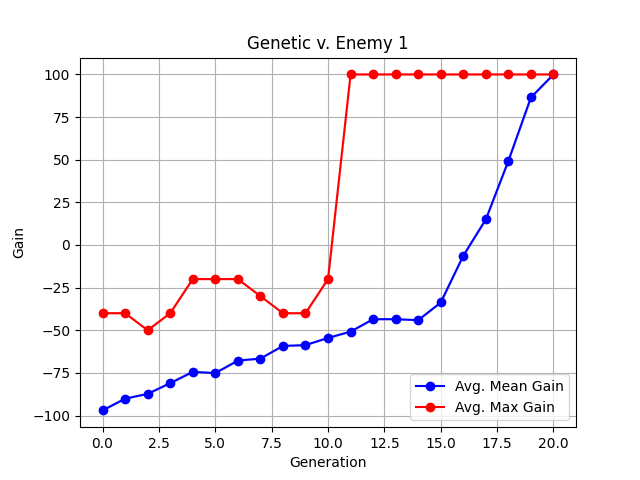 Genetic v. Enemy 1
100
75
50
25
0
−25
−50
−75
−100
Gain
0.0 2.5 5.0 7.5 10.0 12.5 15.0 17.5 20.0
Generation
Avg. Mean Gain
Avg. Max Gain